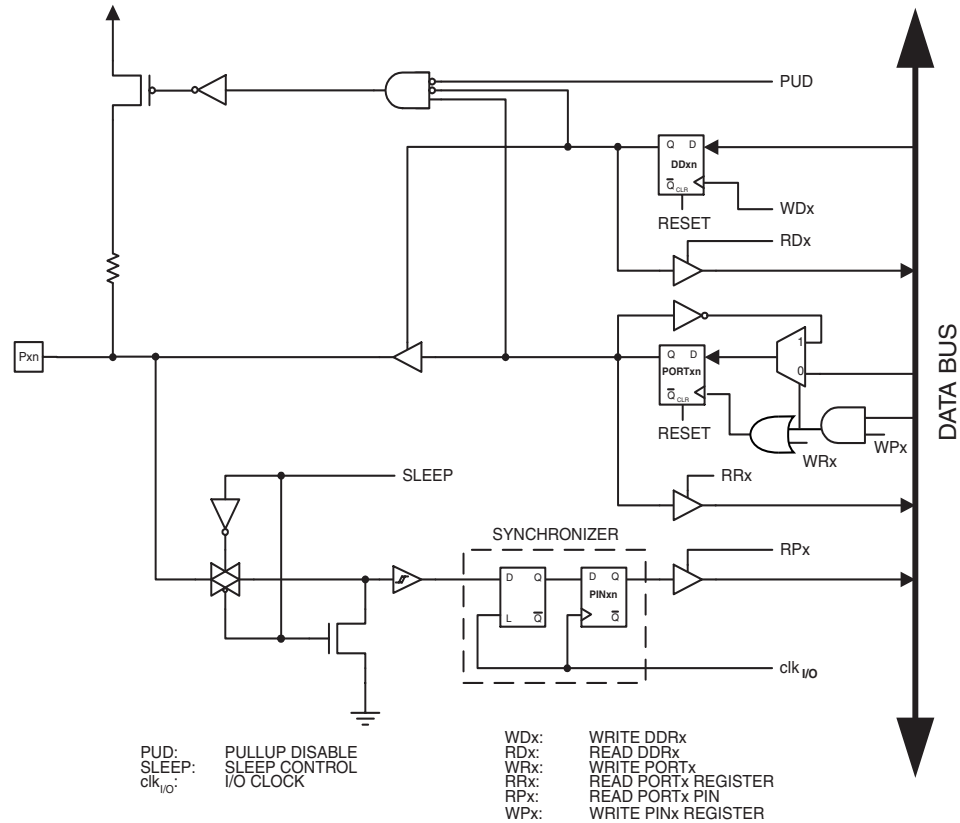 PUD
Q D
DDxn
Q CLR
WDx
RESET
RDx
1
Pxn
Q D
PORTxn
0
Q CLR
RESET
WRx
WPx
DATA BUS
SLEEP
RRx
SYNCHRONIZER
RPx
D Q
D Q
PINxn
L Q
Q
clk I/O
PUD: PULLUP DISABLE
SLEEP: SLEEP CONTROL
clkI/O: I/O CLOCK
WDx: WRITE DDRx
RDx: READ DDRx
WRx: WRITE PORTx
RRx: READ PORTx REGISTER
RPx: READ PORTx PIN
WPx: WRITE PINx REGISTER